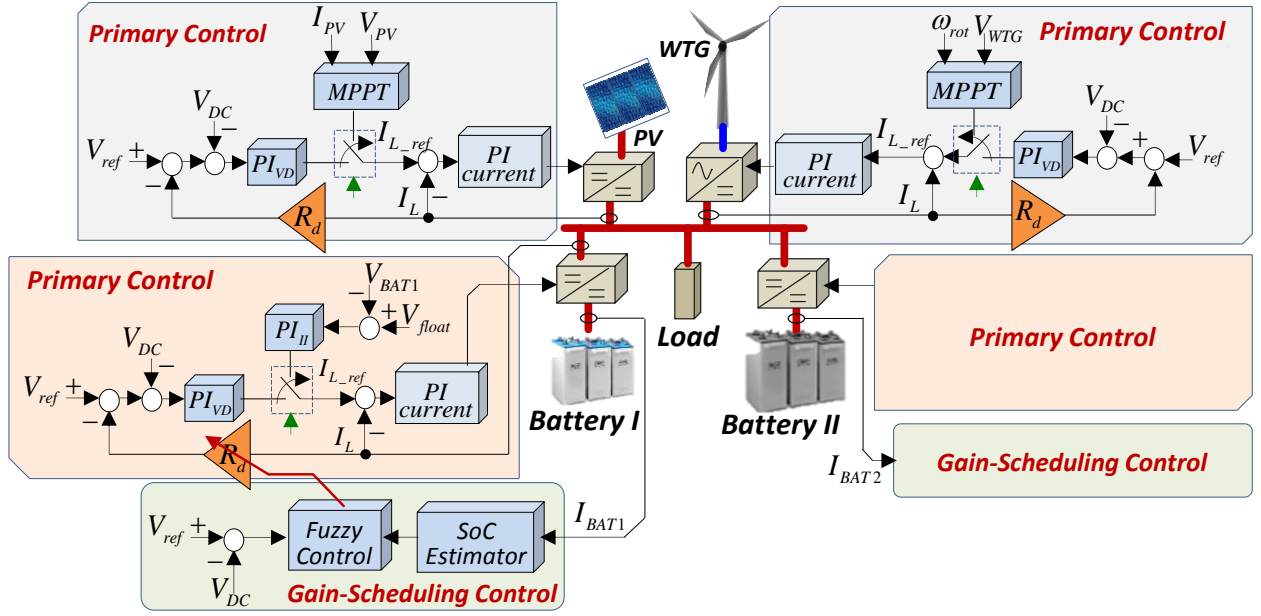 Primary Control
I_PV
V_PV
MPPT
V_DC
−
V_ref
+
−
PI_VD
I_L_ref
PI
current
I_L
−
R_d
PV
WTG
Primary Control
ω_rot V_WTG
MPPT
V_DC
−
+
V_ref
PI_VD
I_L_ref
PI
current
I_L
R_d
Primary Control
V_BAT1
−
+
V_float
PI_II
V_DC
−
V_ref
+
−
PI_VD
I_L_ref
PI
current
I_L
−
R_d
Load
Battery I
Battery II
Primary Control
I_BAT2
Gain-Scheduling Control
I_BAT1
V_ref
+
−
V_DC
Fuzzy
Control
SoC
Estimator
Gain-Scheduling Control